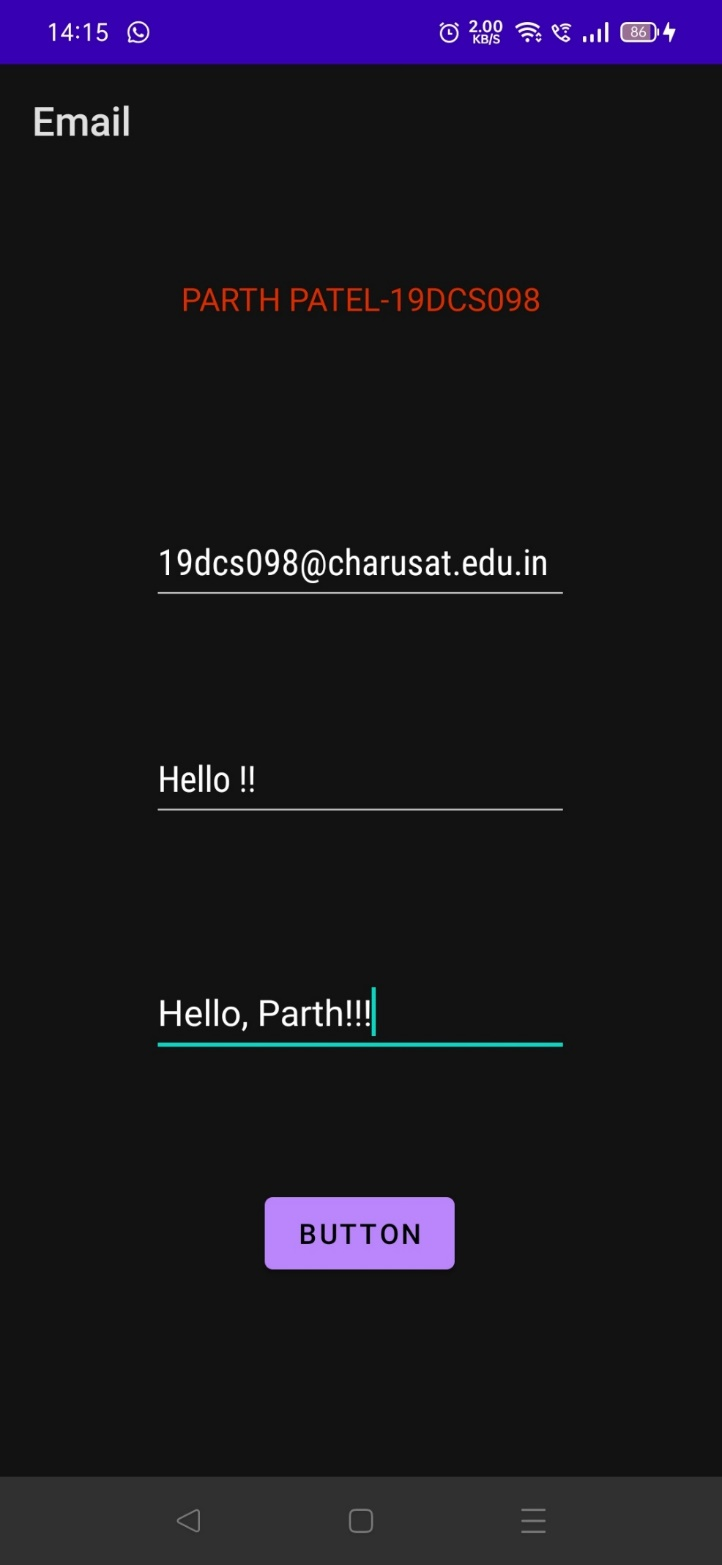 14:15 2.00 KB/S 86
Email
PARTH PATEL-19DCS098
19dcs098@charusat.edu.in
Hello !!
Hello, Parth!!!
BUTTON